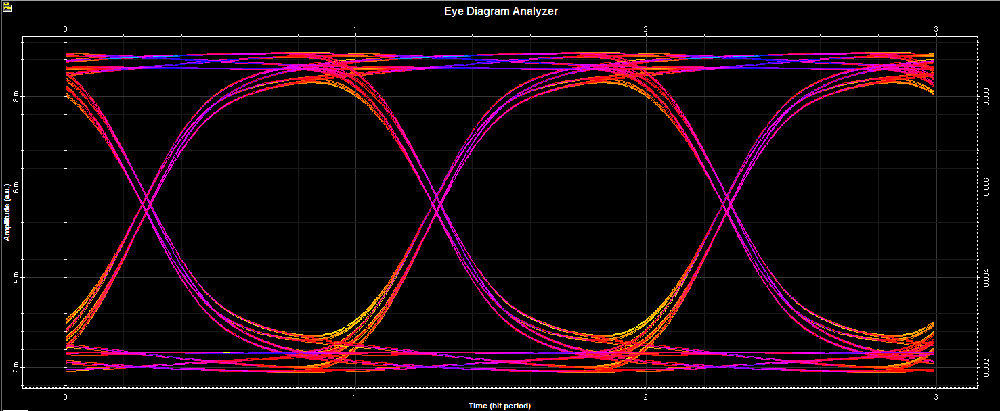 Eye Diagram Analyzer
0 1 2 3
8 m
6 m
4 m
2 m
Amplitude (a.u.)
0.008
0.006
0.004
0.002
0 1 2 3
Time (bit period)